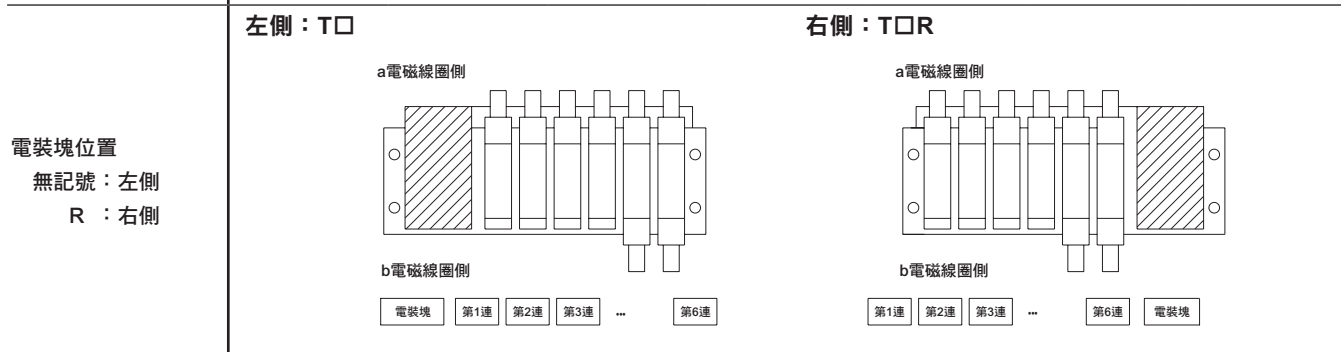 左側：T□
右側：T□R
a電磁線圈側
a電磁線圈側
電裝塊位置
無記號：左側
R ：右側
b電磁線圈側
b電磁線圈側
電裝塊 第1連 第2連 第3連 … 第6連
第1連 第2連 第3連 … 第6連 電裝塊